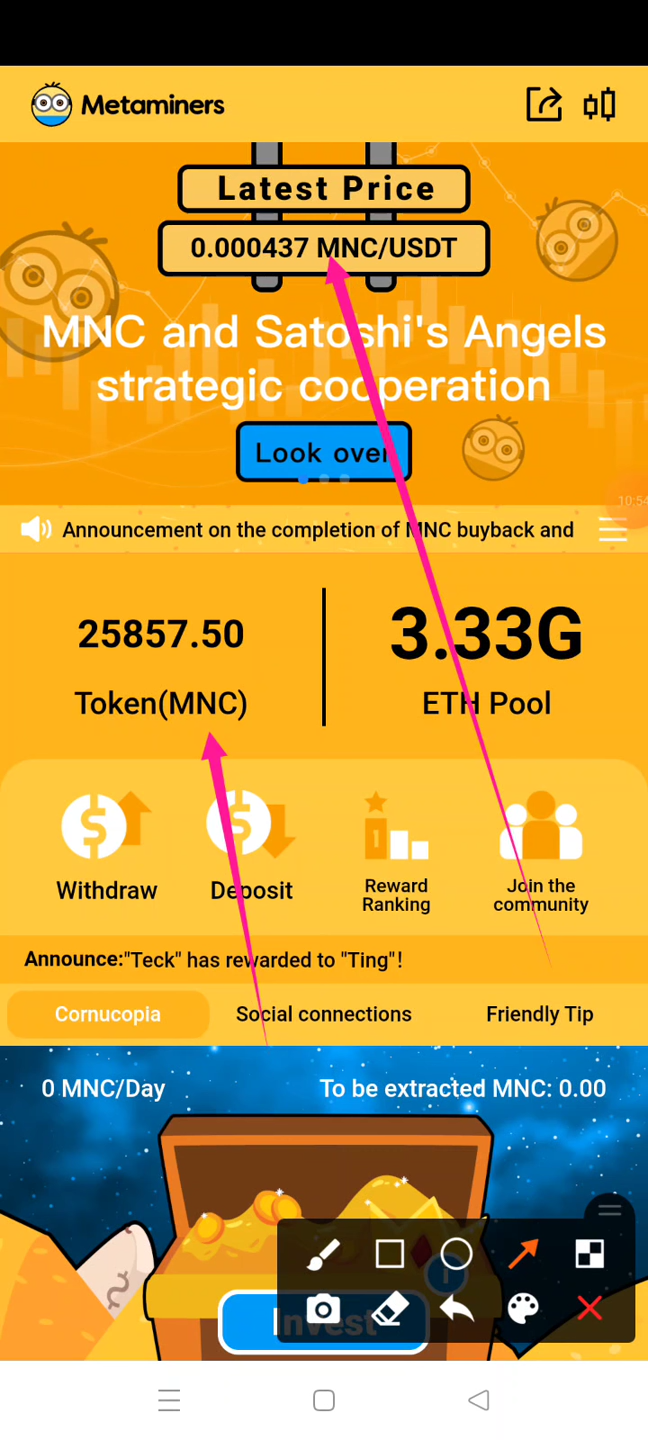 Metaminers
Latest Price
0.000437 MNC/USDT
MNC and Satoshi's Angels
strategic cooperation
Look over
10:54
Announcement on the completion of MNC buyback and
25857.50
Token(MNC)
3.33G
ETH Pool
Withdraw
Deposit
Reward
Ranking
Join the
community
Announce:"Teck" has rewarded to "Ting"!
Cornucopia
Social connections
Friendly Tip
0 MNC/Day
To be extracted MNC: 0.00
Invest